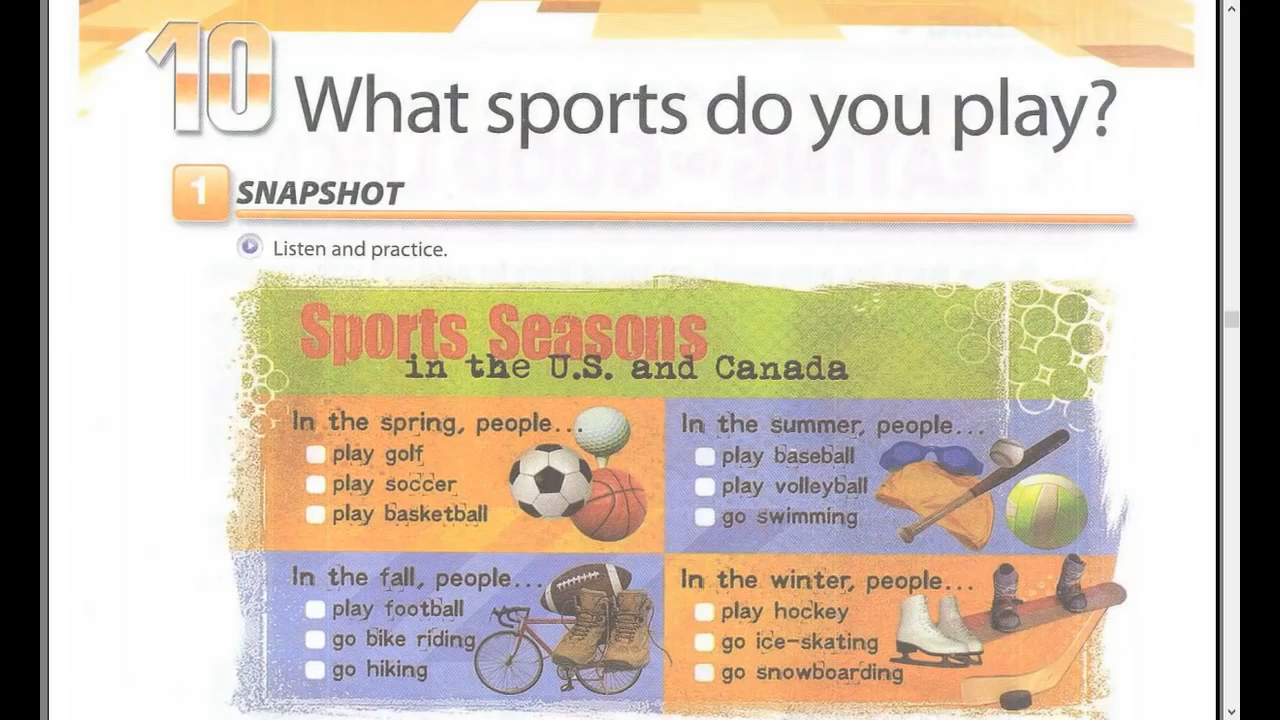 10 What sports do you play?
1 SNAPSHOT
Listen and practice.
Sports Seasons
in the U.S. and Canada
In the spring, people...
play golf
play soccer
play basketball
In the summer, people...
play baseball
play volleyball
go swimming
In the fall, people...
play football
go bike riding
go hiking
In the winter, people...
play hockey
go ice-skating
go snowboarding